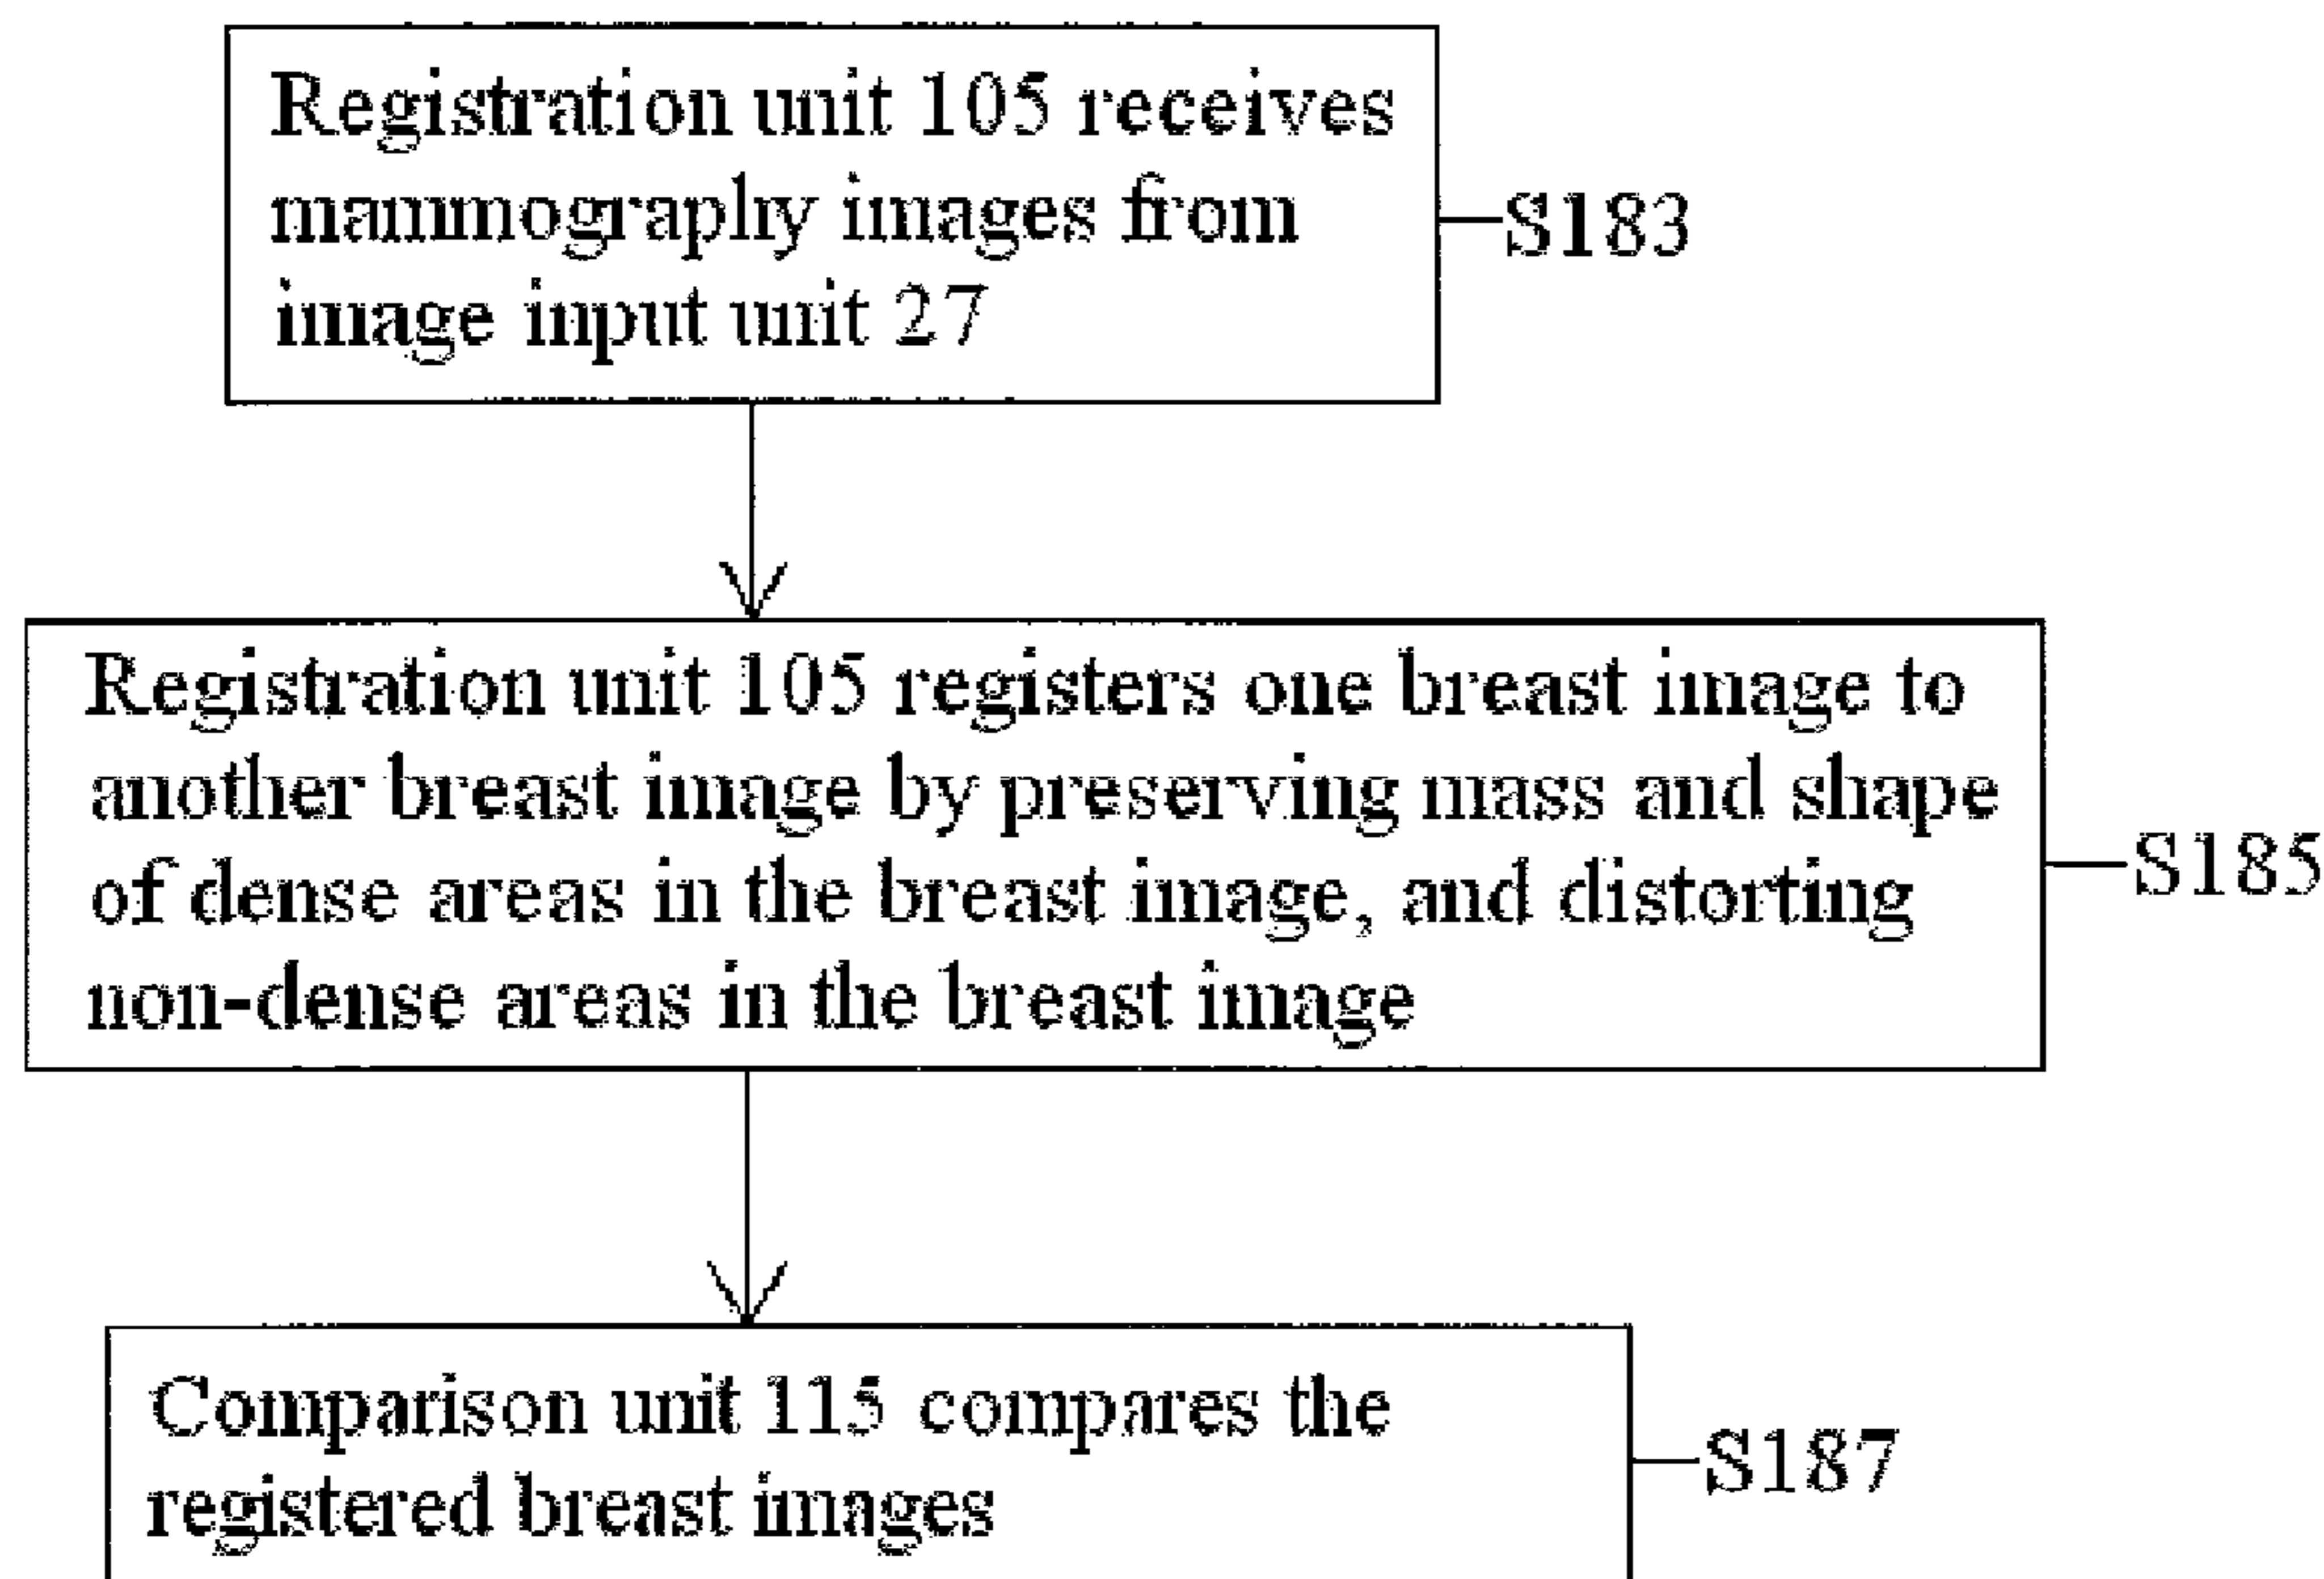 Registration unit 105 receives
mammography images from
image input unit 27
S183
Registration unit 105 registers one breast image to
another breast image by preserving mass and shape
of dense areas in the breast image, and distorting
non-dense areas in the breast image
S185
Comparison unit 115 compares the
registered breast images
S187